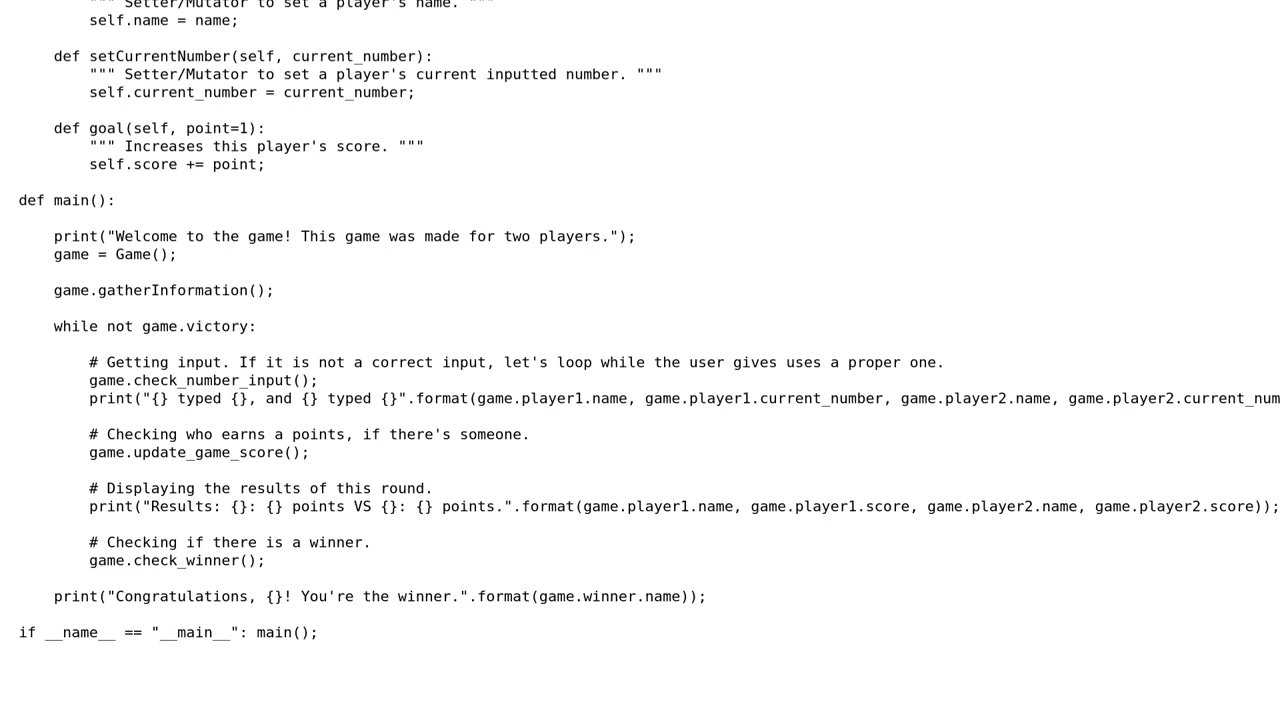 """ Setter/Mutator to set a player's name. """
self.name = name;
def setCurrentNumber(self, current_number):
""" Setter/Mutator to set a player's current inputted number. """
self.current_number = current_number;
def goal(self, point=1):
""" Increases this player's score. """
self.score += point;
def main():
print("Welcome to the game! This game was made for two players.");
game = Game();
game.gatherInformation();
while not game.victory:
# Getting input. If it is not a correct input, let's loop while the user gives uses a proper one.
game.check_number_input();
print("{} typed {}, and {} typed {}".format(game.player1.name, game.player1.current_number, game.player2.name, game.player2.current_num
# Checking who earns a points, if there's someone.
game.update_game_score();
# Displaying the results of this round.
print("Results: {}: {} points VS {}: {} points.".format(game.player1.name, game.player1.score, game.player2.name, game.player2.score));
# Checking if there is a winner.
game.check_winner();
print("Congratulations, {}! You're the winner.".format(game.winner.name));
if __name__ == "__main__": main();